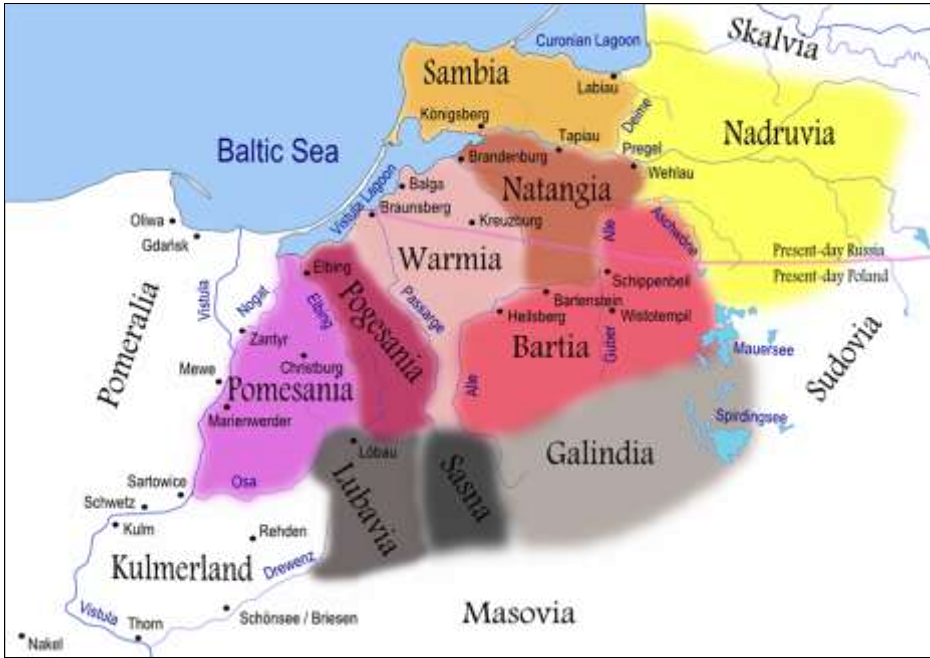 Curonian Lagoon
Skalvia
Sambia
Labiau
Königsberg
Deime
Nadruvia
Tapiau
Pregel
Baltic Sea
Brandenburg
Wehlau
Natangia
Balga
Vistula Lagoon
Braunsberg
Kreuzburg
Oliwa
Gdańsk
Alle
Aschwöne
Warmia
Present-day Russia
Present-day Poland
Elbing
Schippenbeil
Vistula
Nogat
Elbing
Pogesania
Passarge
Bartenstein
Heilsberg
Wistotempil
Pomeralia
Zantyr
Bartia
Guber
Mauersee
Sudovia
Christburg
Mewe
Pomesania
Alle
Marienwerder
Spirdingsee
Löbau
Galindia
Sartowice
Osa
Lubavia
Sasna
Schwetz
Kulm
Rehden
Kulmerland
Drewenz
Vistula
Thorn
Schönsee / Briesen
Masovia
Nakel